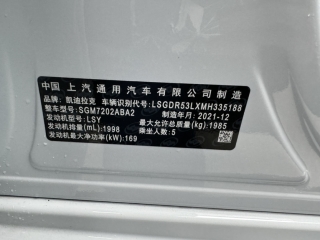 中国 上汽通用汽车有限公司制造
品牌：凯迪拉克 车辆识别代号：LSGDR53LXMH335188
整车型号：SGM7202ABA2 制造年月：2021-12
发动机型号：LSY 最大允许总质量(kg)：1985
发动机排量(mL)：1998 乘坐人数：5
发动机最大净功率(kW)：169